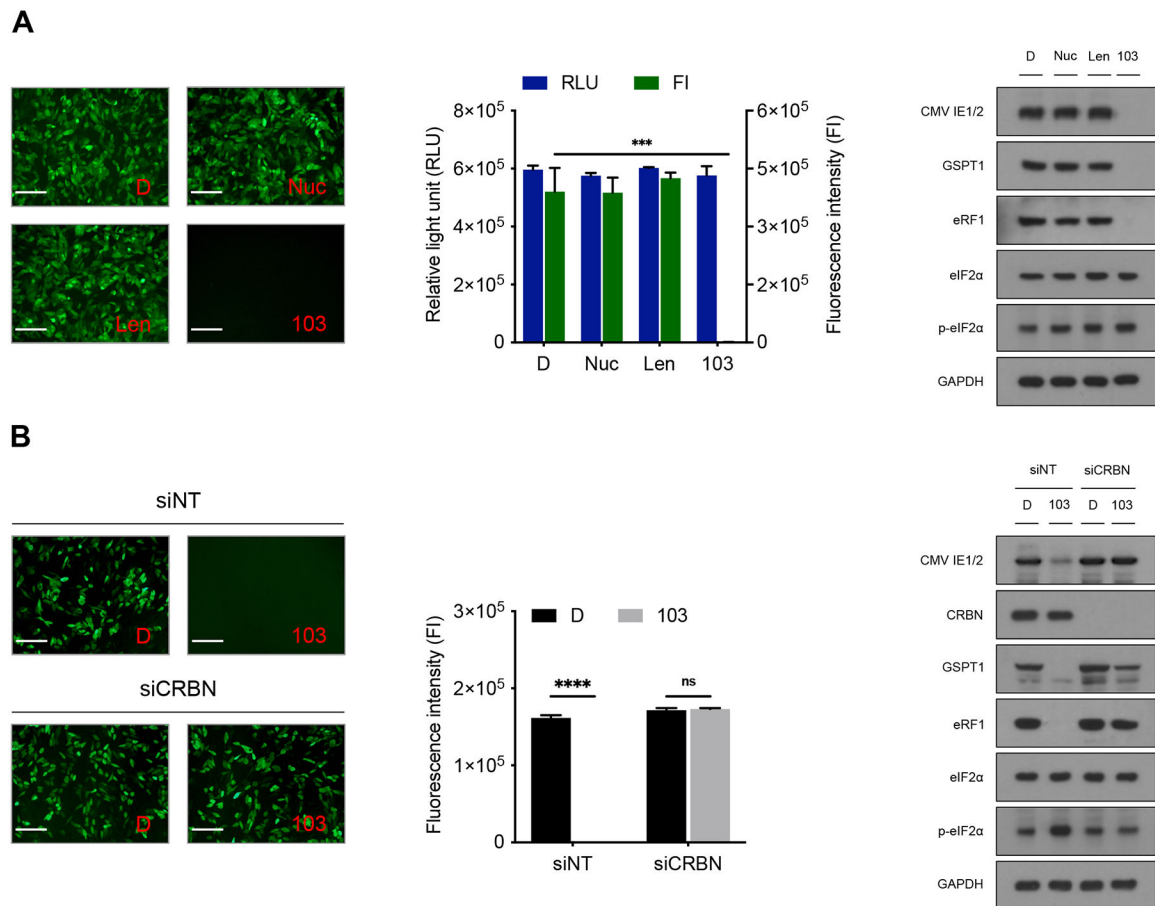 A
D
Nuc
Len
103
RLU FI
Relative light unit (RLU)
8×10⁵
6×10⁵
4×10⁵
2×10⁵
0
***
6×10⁵
5×10⁵
3×10⁵
2×10⁵
0
Fluorescence intensity (FI)
D Nuc Len 103
D Nuc Len 103
CMV IE1/2
GSPT1
eRF1
eIF2α
p-eIF2α
GAPDH
B
siNT
D
103
siCRBN
D
103
D 103
Fluorescence intensity (FI)
3×10⁵
2×10⁵
1×10⁵
0
****
ns
siNT siCRBN
siNT siCRBN
D 103 D 103
CMV IE1/2
CRBN
GSPT1
eRF1
eIF2α
p-eIF2α
GAPDH